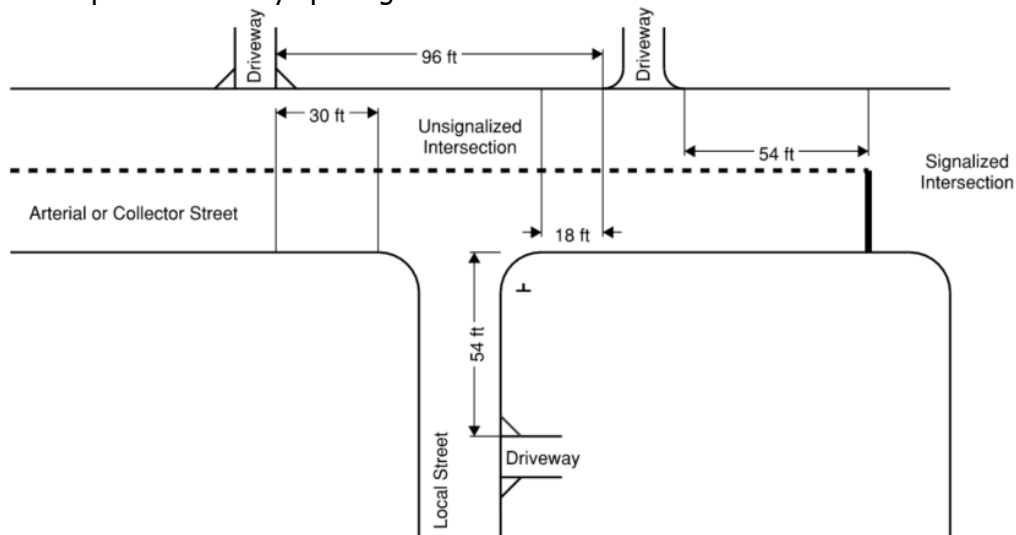 Driveway
Driveway
96 ft
30 ft
Unsignalized
Intersection
54 ft
Signalized
Intersection
Arterial or Collector Street
18 ft
54 ft
Local Street
Driveway